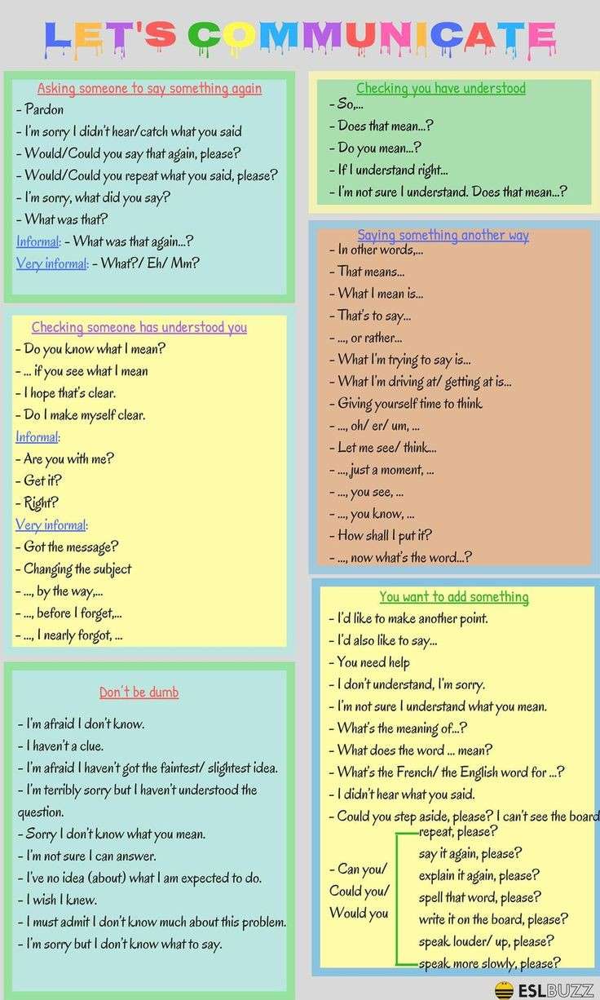 LET'S COMMUNICATE
Asking someone to say something again
- Pardon
- I'm sorry I didn't hear/catch what you said
- Would/Could you say that again, please?
- Would/Could you repeat what you said, please?
- I'm sorry, what did you say?
- What was that?
Informal: - What was that again...?
Very informal: - What?/ Eh/ Mm?
Checking someone has understood you
- Do you know what I mean?
- ... if you see what I mean
- I hope that's clear.
- Do I make myself clear.
Informal:
- Are you with me?
- Get it?
- Right?
Very informal:
- Got the message?
- Changing the subject
- ..., by the way,...
- ..., before I forget,...
- ..., I nearly forgot, ...
Don't be dumb
- I'm afraid I don't know.
- I haven't a clue.
- I'm afraid I haven't got the faintest/ slightest idea.
- I'm terribly sorry but I haven't understood the
question.
- Sorry I don't know what you mean.
- I'm not sure I can answer.
- I've no idea (about) what I am expected to do.
- I wish I knew.
- I must admit I don't know much about this problem.
- I'm sorry but I don't know what to say.
Checking you have understood
- So,...
- Does that mean...?
- Do you mean...?
- If I understand right...
- I'm not sure I understand. Does that mean...?
Saying something another way
- In other words,...
- That means...
- What I mean is...
- That's to say...
- ..., or rather...
- What I'm trying to say is...
- What I'm driving at/ getting at is...
- Giving yourself time to think
- ..., oh/ er/ um, ...
- Let me see/ think...
- ..., just a moment, ...
- ..., you see, ...
- ..., you know, ...
- How shall I put it?
- ..., now what's the word...?
You want to add something
- I'd like to make another point.
- I'd also like to say...
- You need help
- I don't understand, I'm sorry.
- I'm not sure I understand what you mean.
- What's the meaning of...?
- What does the word ... mean?
- What's the French/ the English word for ...?
- I didn't hear what you said.
- Could you step aside, please? I can't see the board
- Can you/
Could you/
Would you
repeat, please?
say it again, please?
explain it again, please?
spell that word, please?
write it on the board, please?
speak louder/ up, please?
speak more slowly, please?
ESLBUZZ